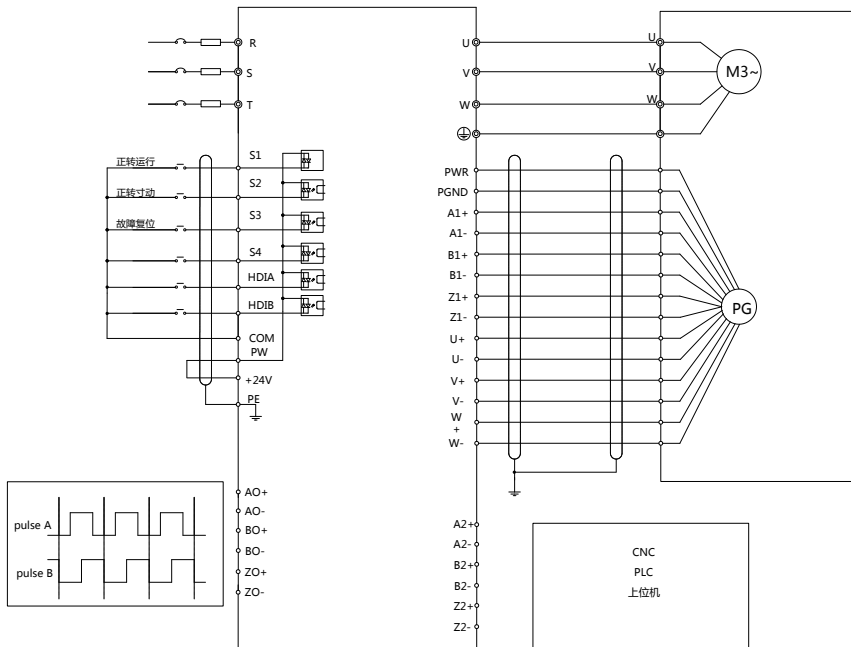 R
S
T
正转运行
S1
正转寸动
S2
故障复位
S3
S4
HDIA
HDIB
COM
PW
+24V
PE
pulse A
pulse B
AO+
AO-
BO+
BO-
ZO+
ZO-
U
V
W
PWR
PGND
A1+
A1-
B1+
B1-
Z1+
Z1-
U+
U-
V+
V-
W
+
W-
A2+
A2-
B2+
B2-
Z2+
Z2-
U
V
W
M3~
PG
CNC
PLC
上位机